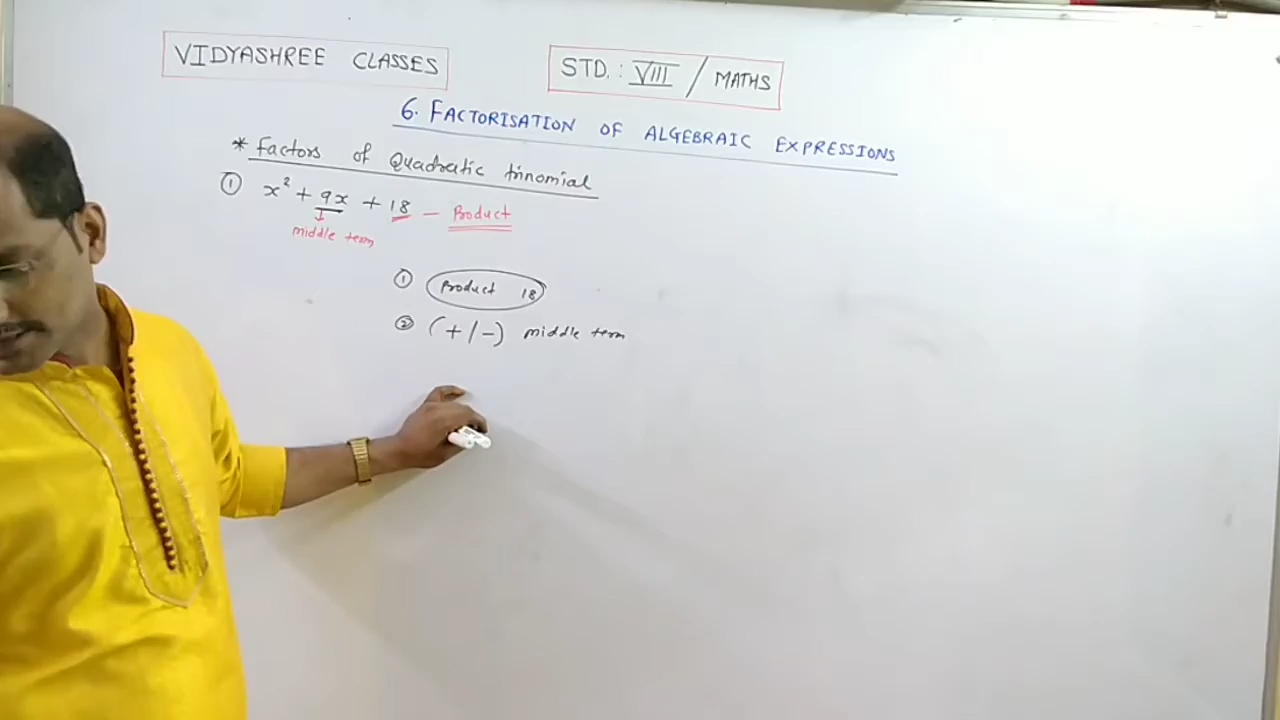 VIDYASHREE CLASSES
STD. : VIII / MATHS
6. FACTORISATION OF ALGEBRAIC EXPRESSIONS
* Factors of Quadratic trinomial
① x² + 9x + 18 — Product
middle term
① Product 18
② (+/-) middle term